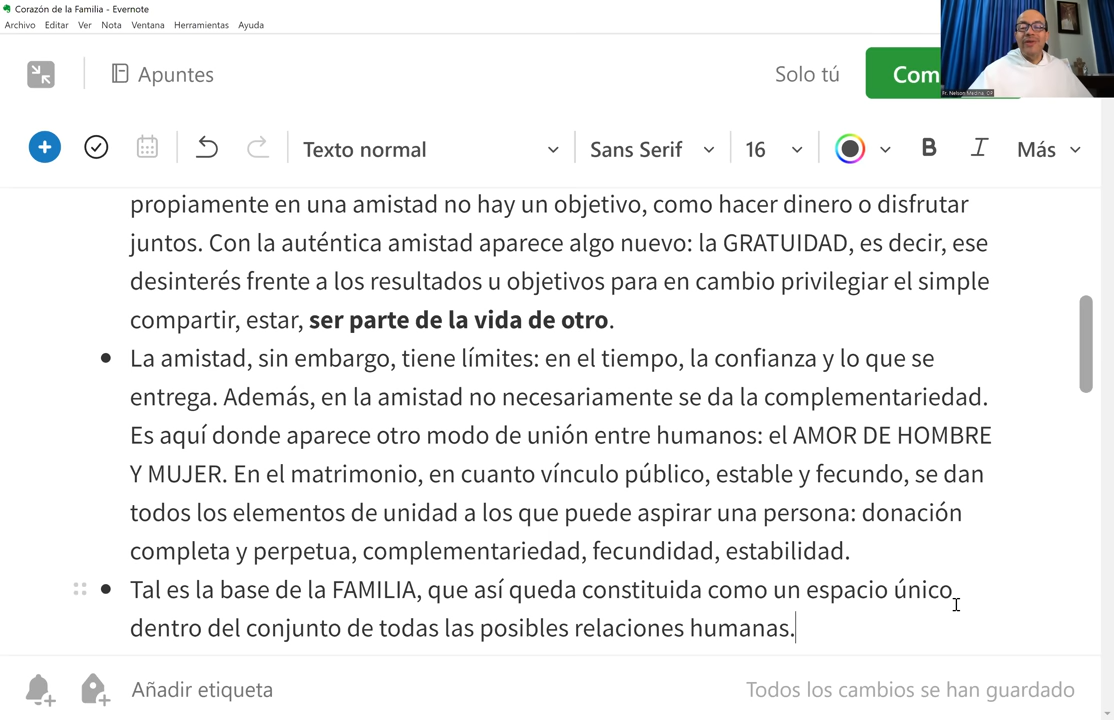 Corazón de la Familia - Evernote
Archivo Editar Ver Nota Ventana Herramientas Ayuda
Apuntes
Solo tú
Com
Fr. Nelson Medina, OP
Texto normal
Sans Serif
16
B
I
Más
propiamente en una amistad no hay un objetivo, como hacer dinero o disfrutar
juntos. Con la auténtica amistad aparece algo nuevo: la GRATUIDAD, es decir, ese
desinterés frente a los resultados u objetivos para en cambio privilegiar el simple
compartir, estar, ser parte de la vida de otro.
La amistad, sin embargo, tiene límites: en el tiempo, la confianza y lo que se
entrega. Además, en la amistad no necesariamente se da la complementariedad.
Es aquí donde aparece otro modo de unión entre humanos: el AMOR DE HOMBRE
Y MUJER. En el matrimonio, en cuanto vínculo público, estable y fecundo, se dan
todos los elementos de unidad a los que puede aspirar una persona: donación
completa y perpetua, complementariedad, fecundidad, estabilidad.
Tal es la base de la FAMILIA, que así queda constituida como un espacio único
dentro del conjunto de todas las posibles relaciones humanas.
Añadir etiqueta
Todos los cambios se han guardado